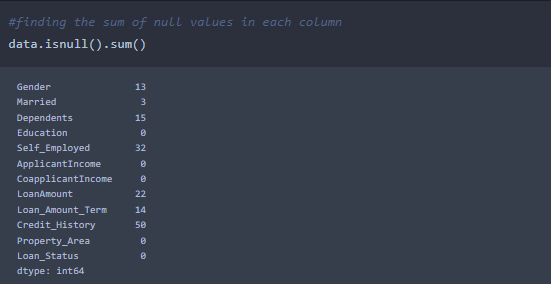 #finding the sum of null values in each column
data.isnull().sum()
Gender 13
Married 3
Dependents 15
Education 0
Self_Employed 32
ApplicantIncome 0
CoapplicantIncome 0
LoanAmount 22
Loan_Amount_Term 14
Credit_History 50
Property_Area 0
Loan_Status 0
dtype: int64